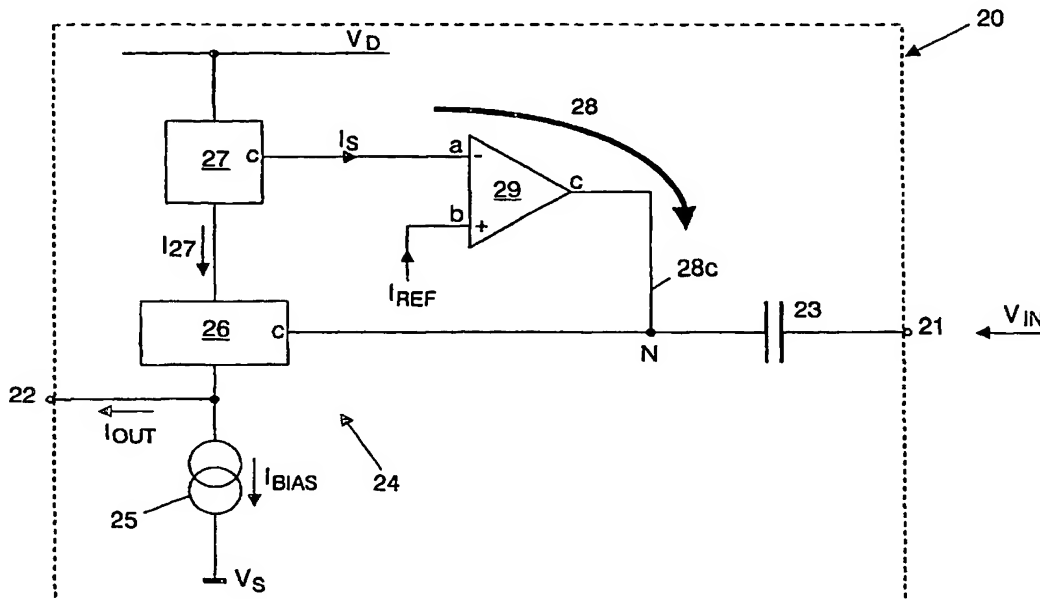 20
V_D
27
c
I_S
a
-
29
c
28
b
+
I_27
I_REF
28c
26
c
N
23
21
V_IN
22
I_OUT
24
I_BIAS
25
V_S